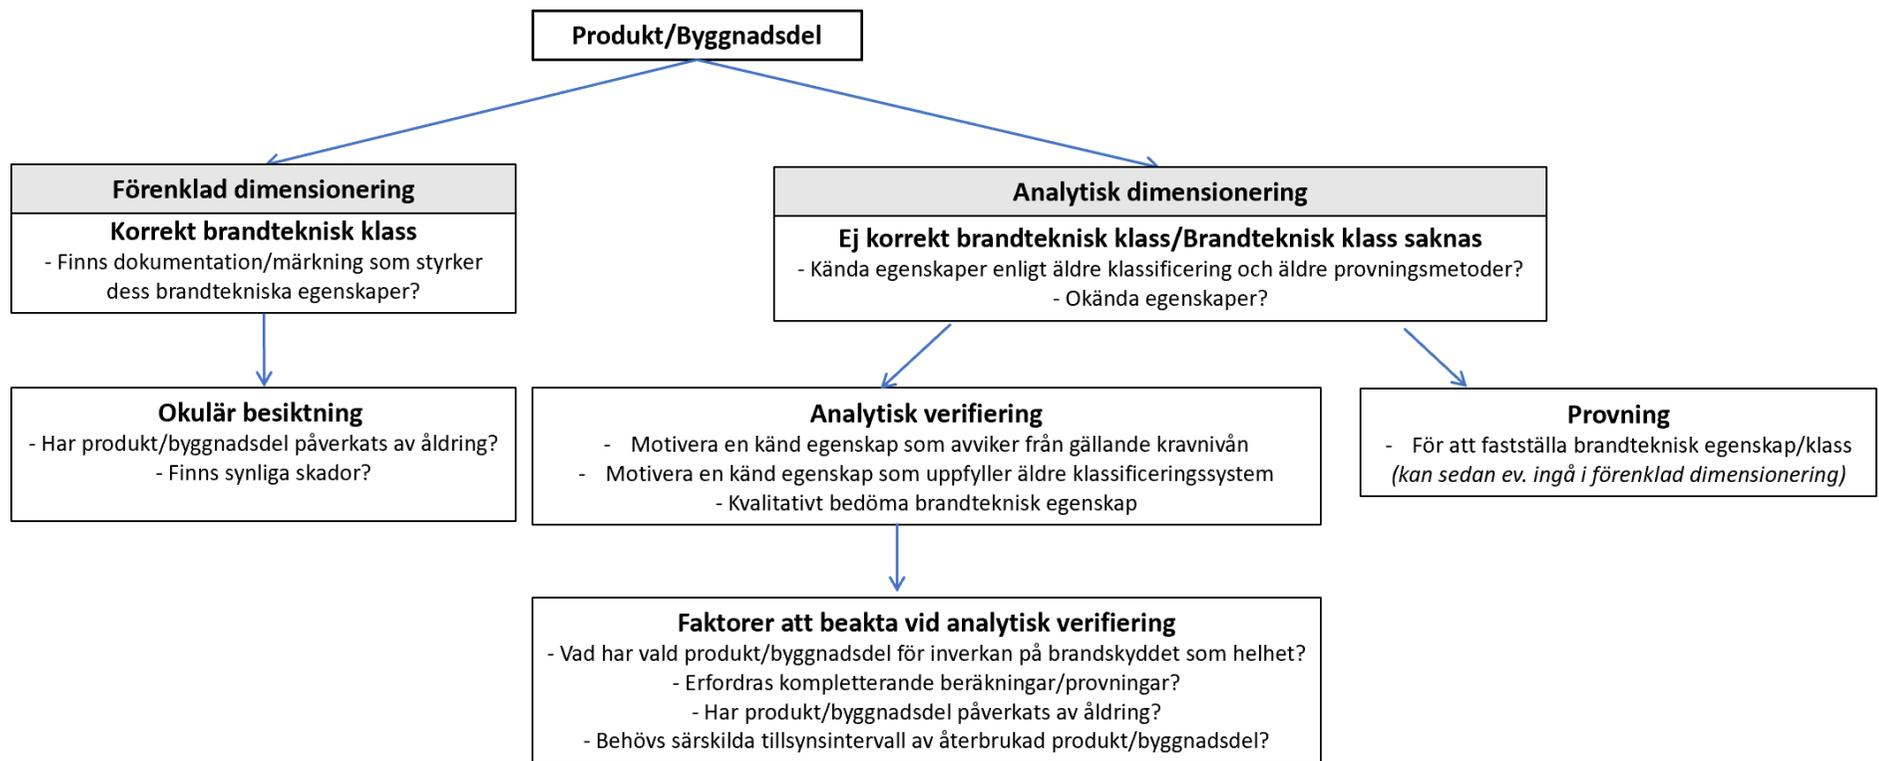 Produkt/Byggnadsdel
Förenklad dimensionering
Korrekt brandteknisk klass
- Finns dokumentation/märkning som styrker
dess brandtekniska egenskaper?
Analytisk dimensionering
Ej korrekt brandteknisk klass/Brandteknisk klass saknas
- Kända egenskaper enligt äldre klassificering och äldre provningsmetoder?
- Okända egenskaper?
Okulär besiktning
- Har produkt/byggnadsdel påverkats av åldring?
- Finns synliga skador?
Analytisk verifiering
- Motivera en känd egenskap som avviker från gällande kravnivån
- Motivera en känd egenskap som uppfyller äldre klassificeringssystem
- Kvalitativt bedöma brandteknisk egenskap
Provning
- För att fastställa brandteknisk egenskap/klass
(kan sedan ev. ingå i förenklad dimensionering)
Faktorer att beakta vid analytisk verifiering
- Vad har vald produkt/byggnadsdel för inverkan på brandskyddet som helhet?
- Erfordras kompletterande beräkningar/provningar?
- Har produkt/byggnadsdel påverkats av åldring?
- Behövs särskilda tillsynsintervall av återbrukad produkt/byggnadsdel?